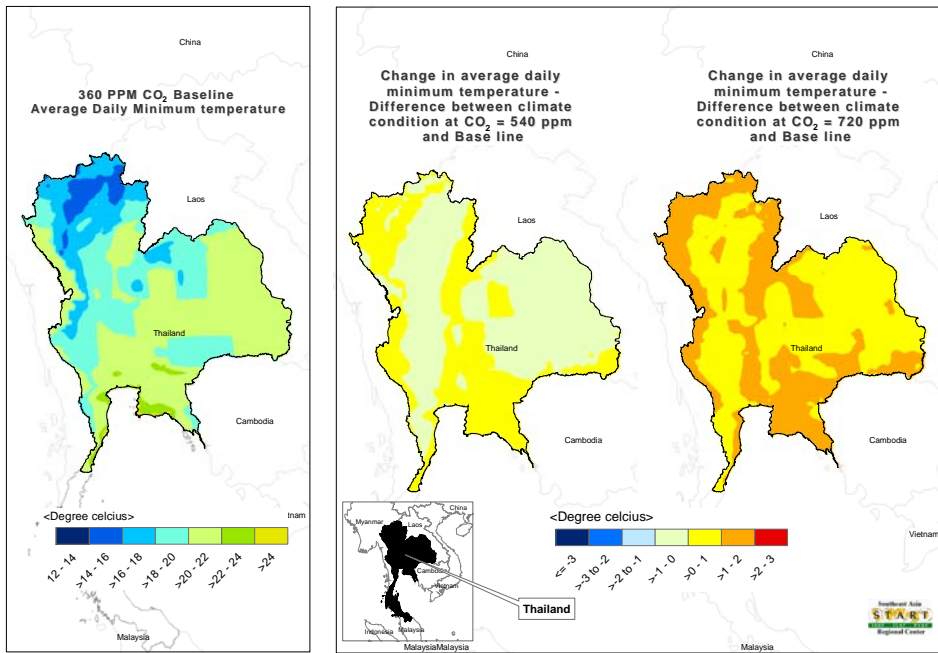 China
360 PPM CO2 Baseline
Average Daily Minimum temperature
Laos
Thailand
Cambodia
<Degree celcius>
inam
12 - 14
>14 - 16
>16 - 18
>18 - 20
>20 - 22
>22 - 24
>24
Malaysia
China
Change in average daily
minimum temperature -
Difference between climate
condition at CO2 = 540 ppm
and Base line
Laos
Thailand
Cambodia
China
Change in average daily
minimum temperature -
Difference between climate
condition at CO2 = 720 ppm
and Base line
Laos
Thailand
Cambodia
Vietnam
<Degree celcius>
<= -3
>-3 to -2
>-2 to -1
>-1 - 0
>0 - 1
>1 - 2
>2 - 3
China
Myanmar
Laos
Cambodia
Vietnam
Indonesia
Thailand
MalaysiaMalaysia
Malaysia
Southeast Asia
START
Regional Center